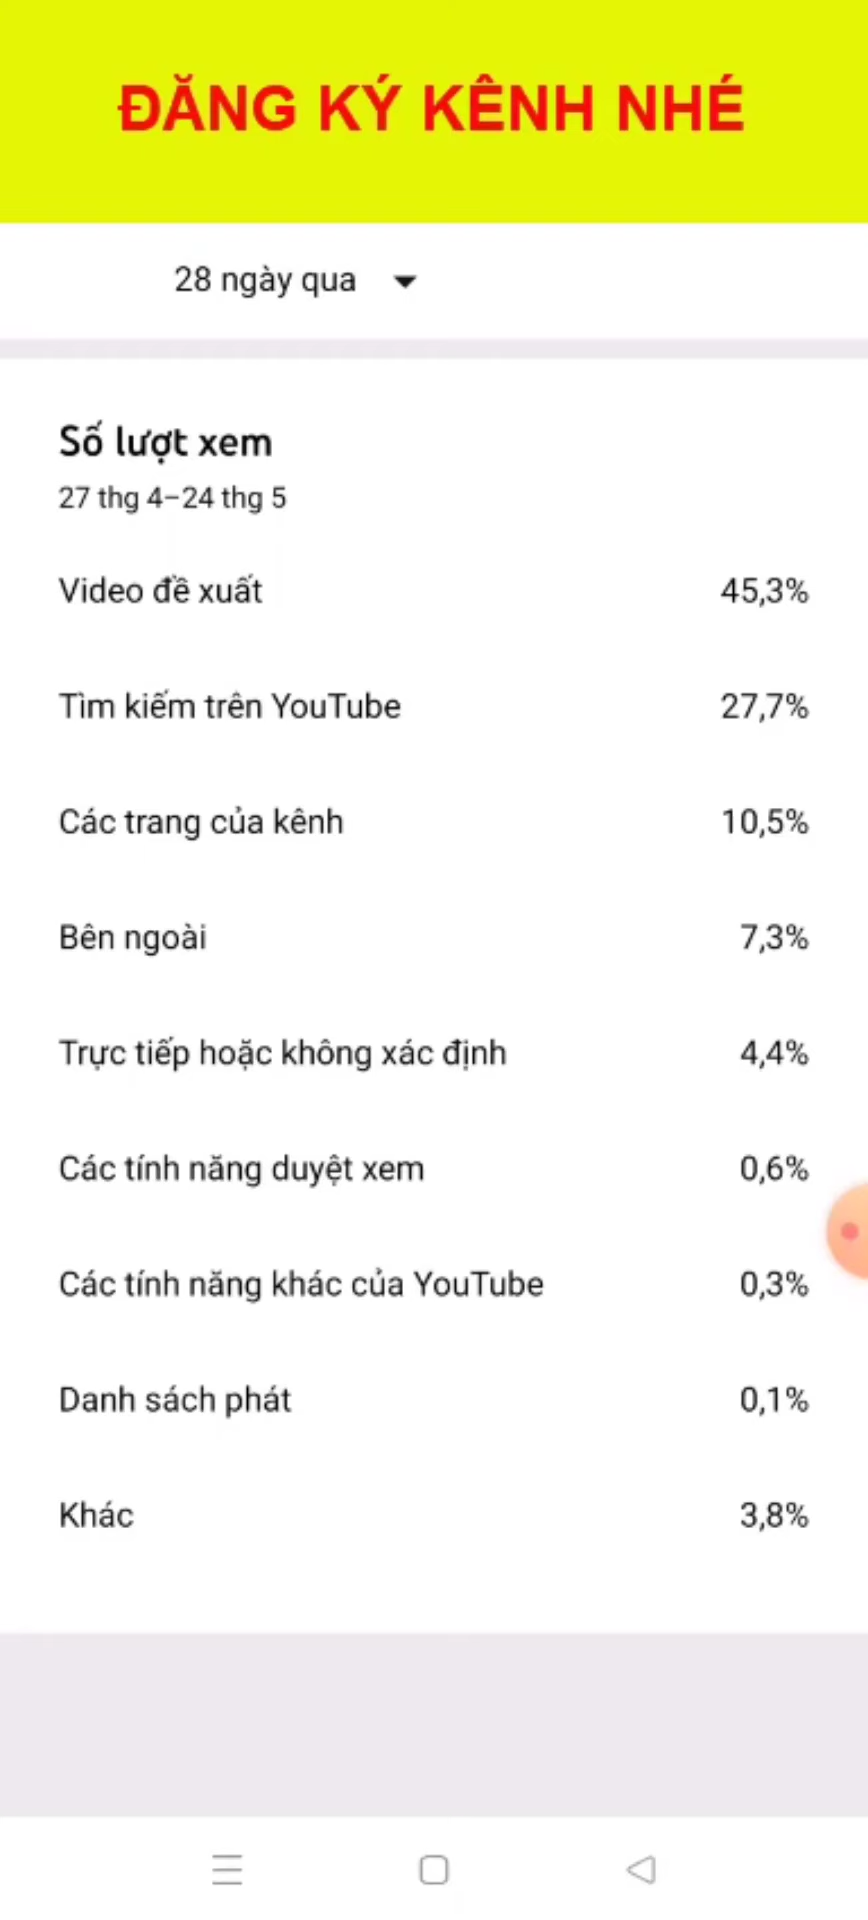 ĐĂNG KÝ KÊNH NHÉ
28 ngày qua
Số lượt xem
27 thg 4–24 thg 5
Video đề xuất 45,3%
Tìm kiếm trên YouTube 27,7%
Các trang của kênh 10,5%
Bên ngoài 7,3%
Trực tiếp hoặc không xác định 4,4%
Các tính năng duyệt xem 0,6%
Các tính năng khác của YouTube 0,3%
Danh sách phát 0,1%
Khác 3,8%